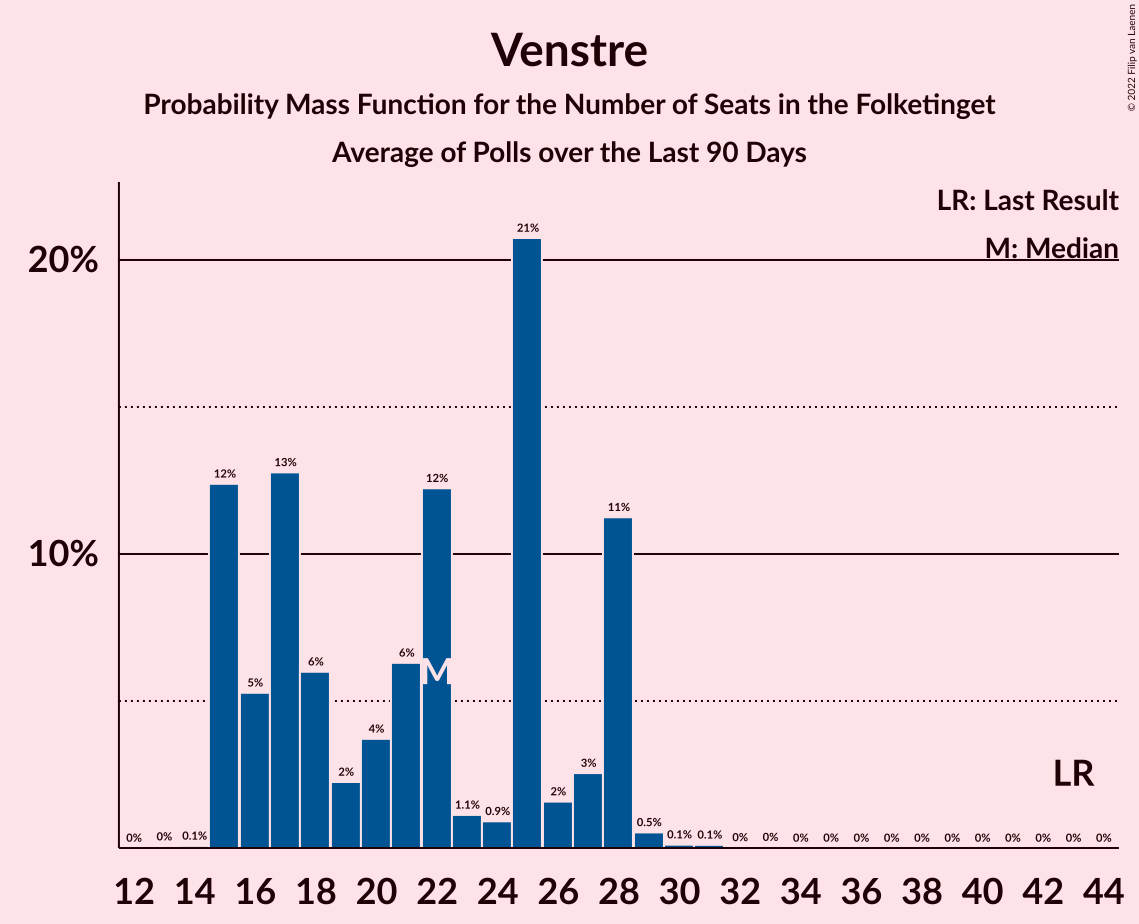 Venstre
Probability Mass Function for the Number of Seats in the Folketinget
Average of Polls over the Last 90 Days
© 2022 Filip van Laenen
LR: Last Result
M: Median
20%
10%
0% 0% 0.1% 12% 5% 13% 6% 2% 4% 6% 12% 1.1% 0.9% 21% 2% 3% 11% 0.5% 0.1% 0.1% 0% 0% 0% 0% 0% 0% 0% 0% 0% 0% 0% 0% 0%
M
LR
12 14 16 18 20 22 24 26 28 30 32 34 36 38 40 42 44